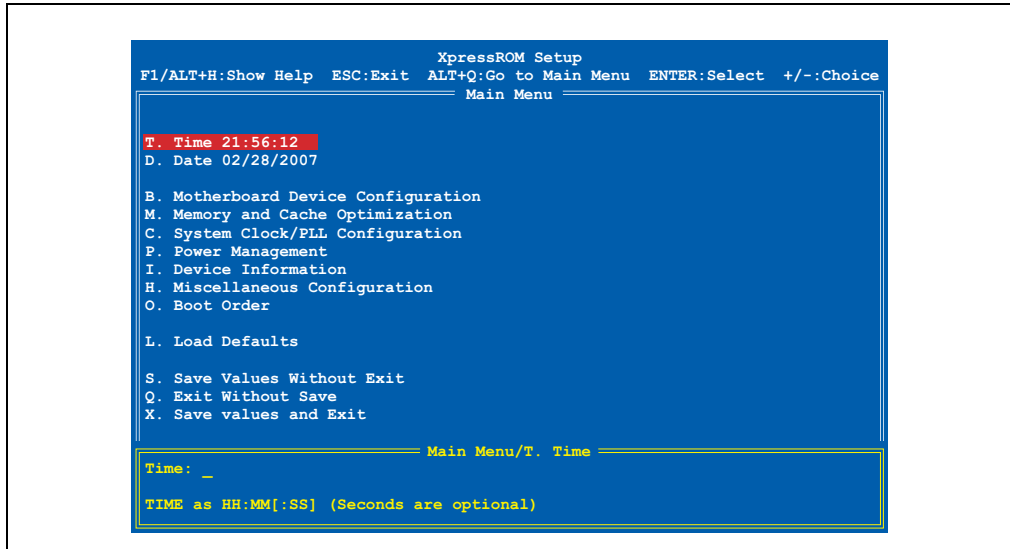 XpressROM Setup
F1/ALT+H:Show Help ESC:Exit ALT+Q:Go to Main Menu ENTER:Select +/-:Choice
Main Menu
T. Time 21:56:12
D. Date 02/28/2007
B. Motherboard Device Configuration
M. Memory and Cache Optimization
C. System Clock/PLL Configuration
P. Power Management
I. Device Information
H. Miscellaneous Configuration
O. Boot Order
L. Load Defaults
S. Save Values Without Exit
Q. Exit Without Save
X. Save values and Exit
Main Menu/T. Time
Time: _
TIME as HH:MM[:SS] (Seconds are optional)